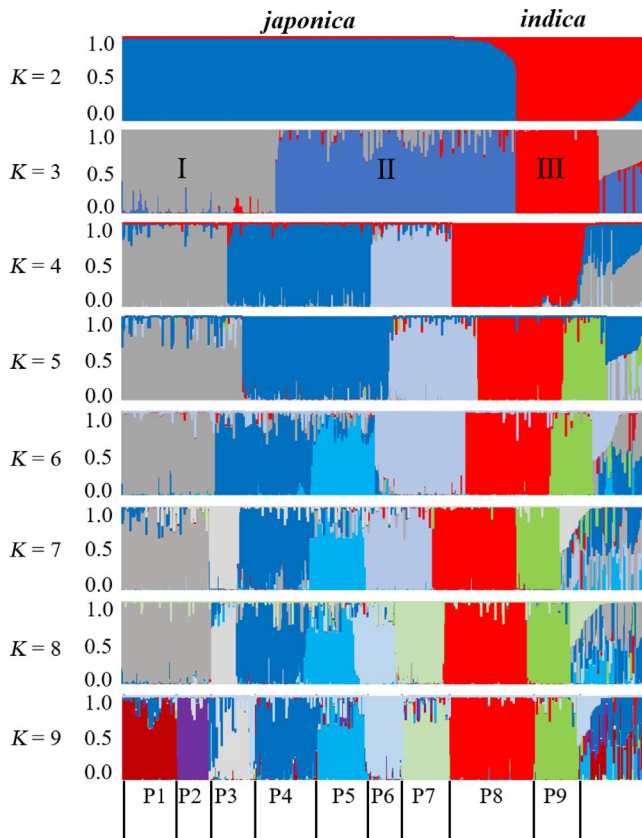 japonica indica
1.0
K = 2 0.5
0.0
1.0
K = 3 0.5 I II III
0.0
1.0
K = 4 0.5
0.0
1.0
K = 5 0.5
0.0
1.0
K = 6 0.5
0.0
1.0
K = 7 0.5
0.0
1.0
K = 8 0.5
0.0
1.0
K = 9 0.5
0.0
P1 P2 P3 P4 P5 P6 P7 P8 P9